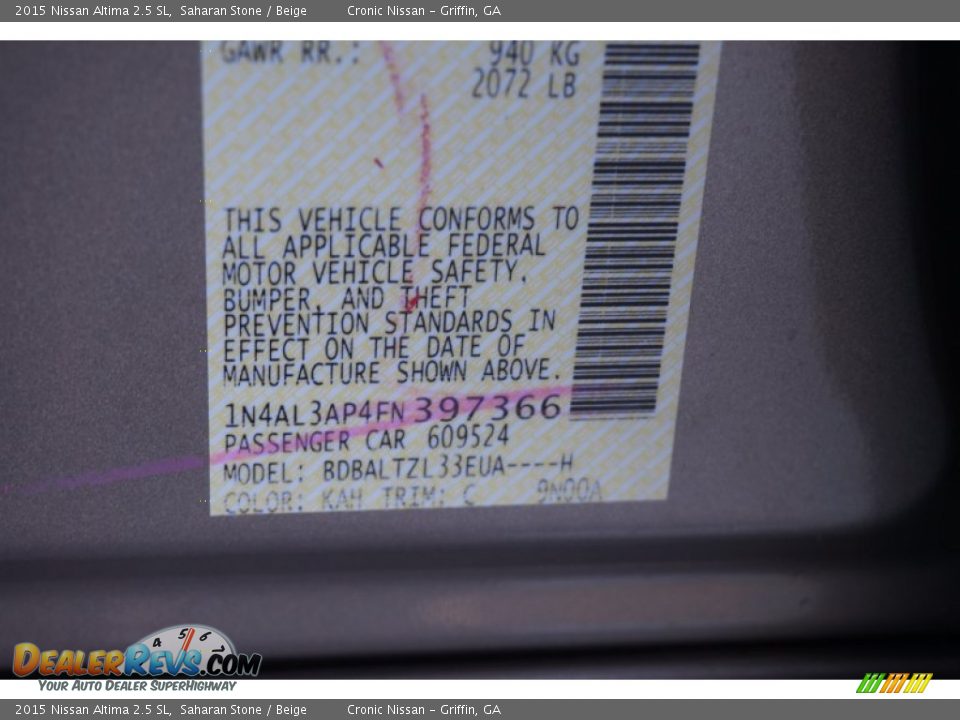 2015 Nissan Altima 2.5 SL, Saharan Stone / Beige Cronic Nissan - Griffin, GA
GAWR RR.: 940 KG
2072 LB
THIS VEHICLE CONFORMS TO
ALL APPLICABLE FEDERAL
MOTOR VEHICLE SAFETY,
BUMPER, AND THEFT
PREVENTION STANDARDS IN
EFFECT ON THE DATE OF
MANUFACTURE SHOWN ABOVE.
1N4AL3AP4FN397366
PASSENGER CAR 609524
MODEL: BDBALTZL33EUA----H
COLOR: KAH TRIM: C 9N00A
4 5 6
DEALERREVS.COM
YOUR AUTO DEALER SUPERHIGHWAY
2015 Nissan Altima 2.5 SL, Saharan Stone / Beige Cronic Nissan - Griffin, GA